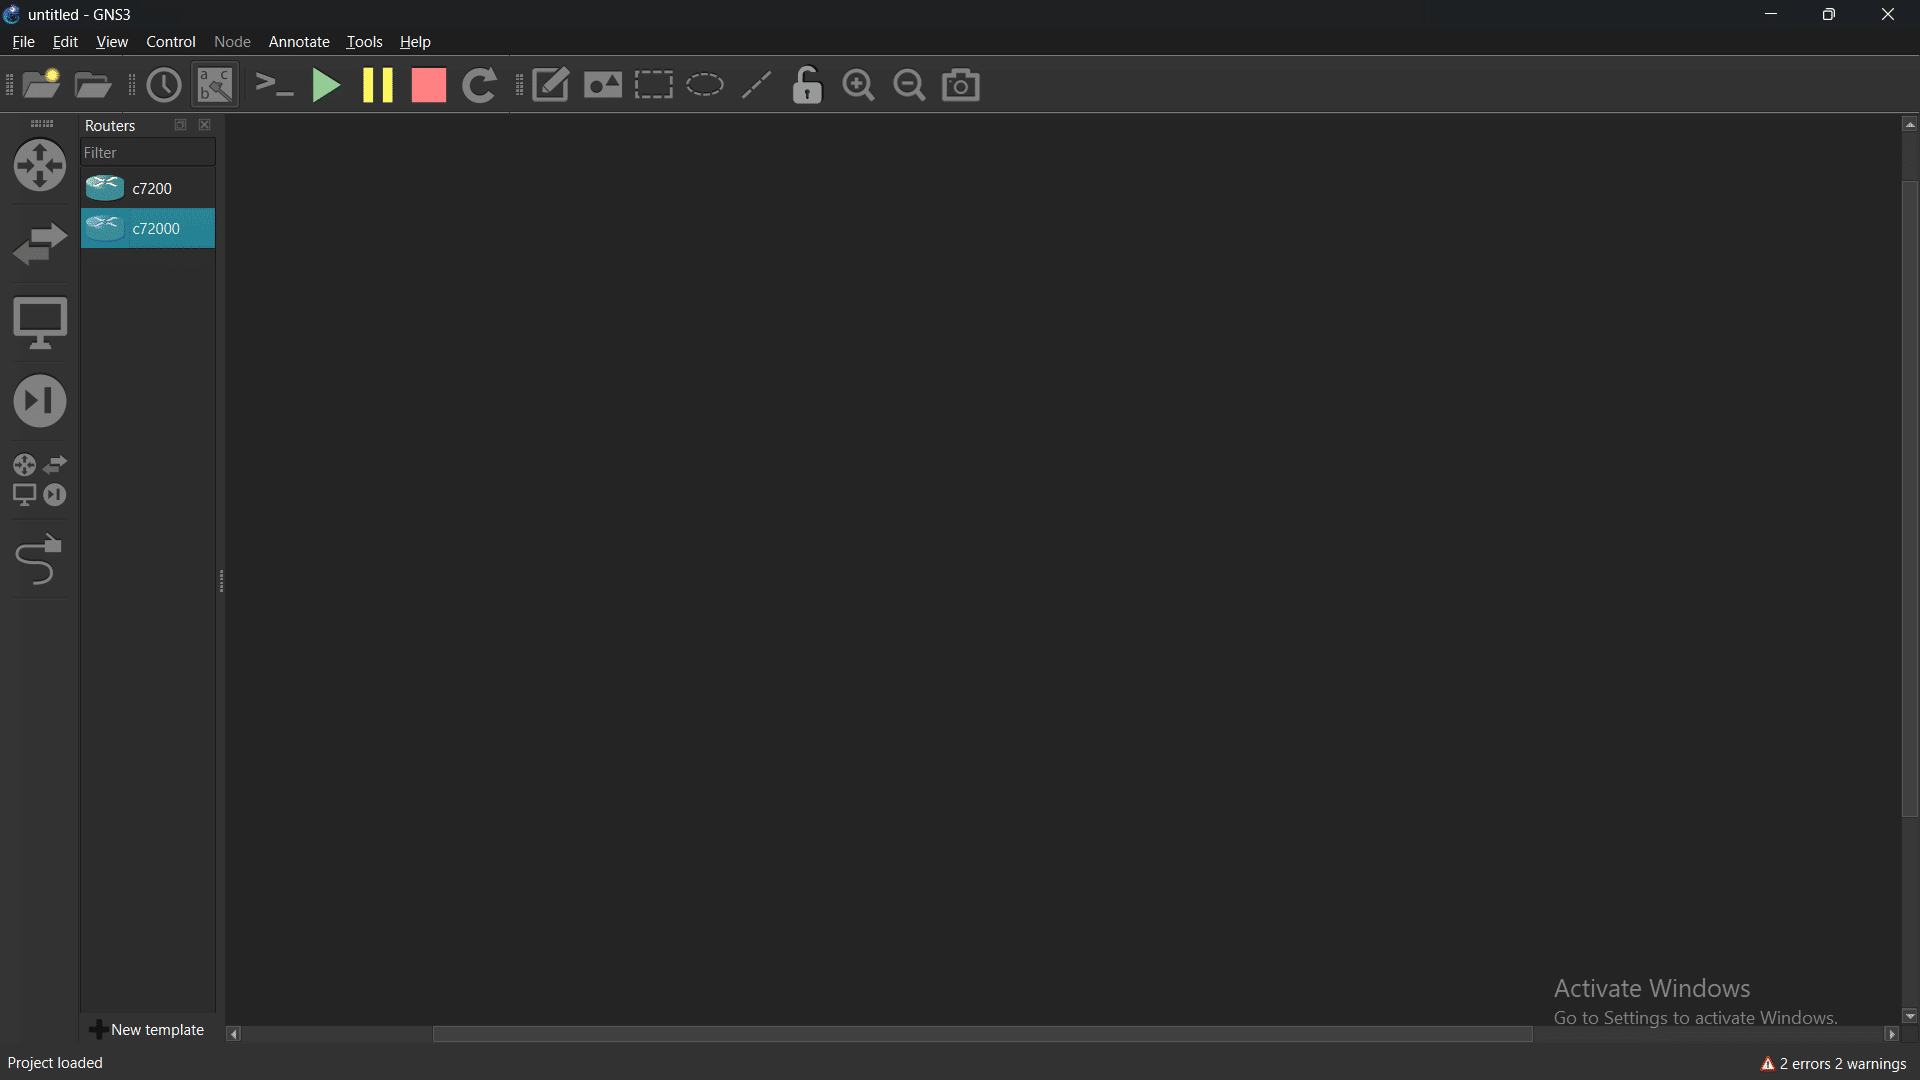 untitled - GNS3
File Edit View Control Node Annotate Tools Help
a c
b
>_
Routers
Filter
c7200
c72000
New template
Activate Windows
Go to Settings to activate Windows.
Project loaded
2 errors 2 warnings